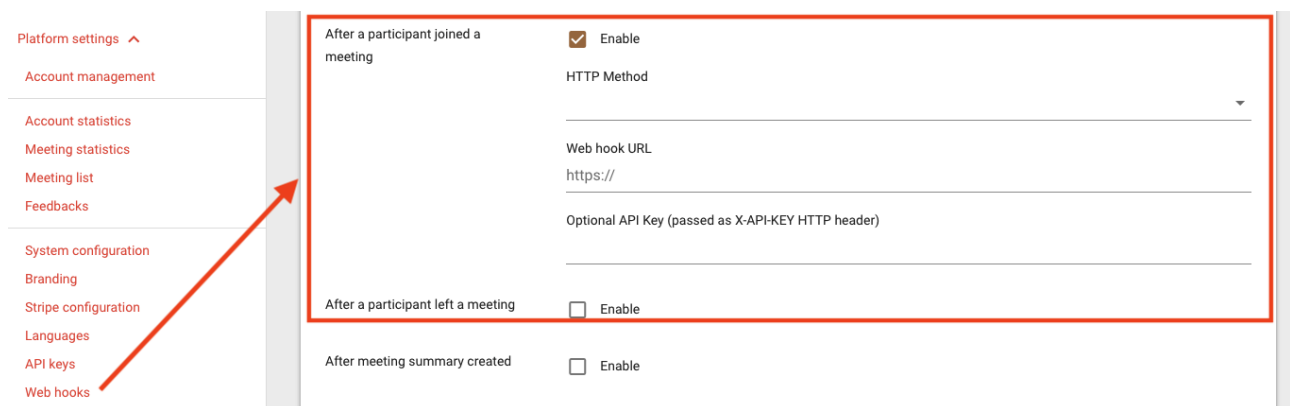 Platform settings
Account management
Account statistics
Meeting statistics
Meeting list
Feedbacks
System configuration
Branding
Stripe configuration
Languages
API keys
Web hooks
After a participant joined a
meeting
Enable
HTTP Method
Web hook URL
https://
Optional API Key (passed as X-API-KEY HTTP header)
After a participant left a meeting
Enable
After meeting summary created
Enable